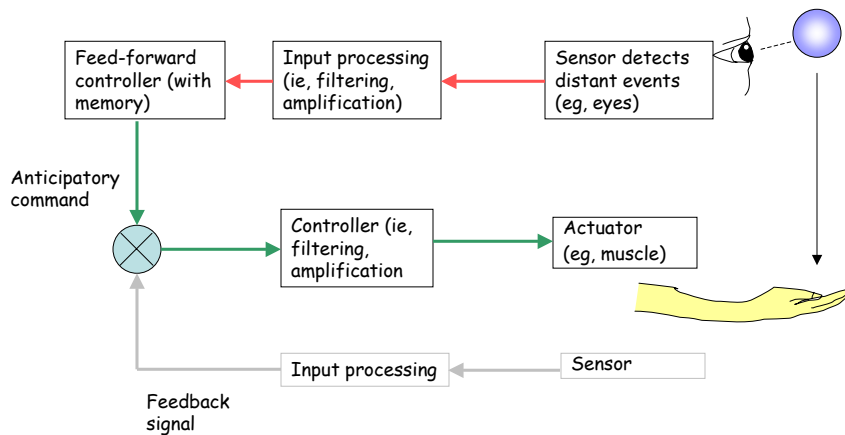 Feed-forward
controller (with
memory)
Input processing
(ie, filtering,
amplification)
Sensor detects
distant events
(eg, eyes)
Anticipatory
command
Controller (ie,
filtering,
amplification
Actuator
(eg, muscle)
Input processing
Sensor
Feedback
signal